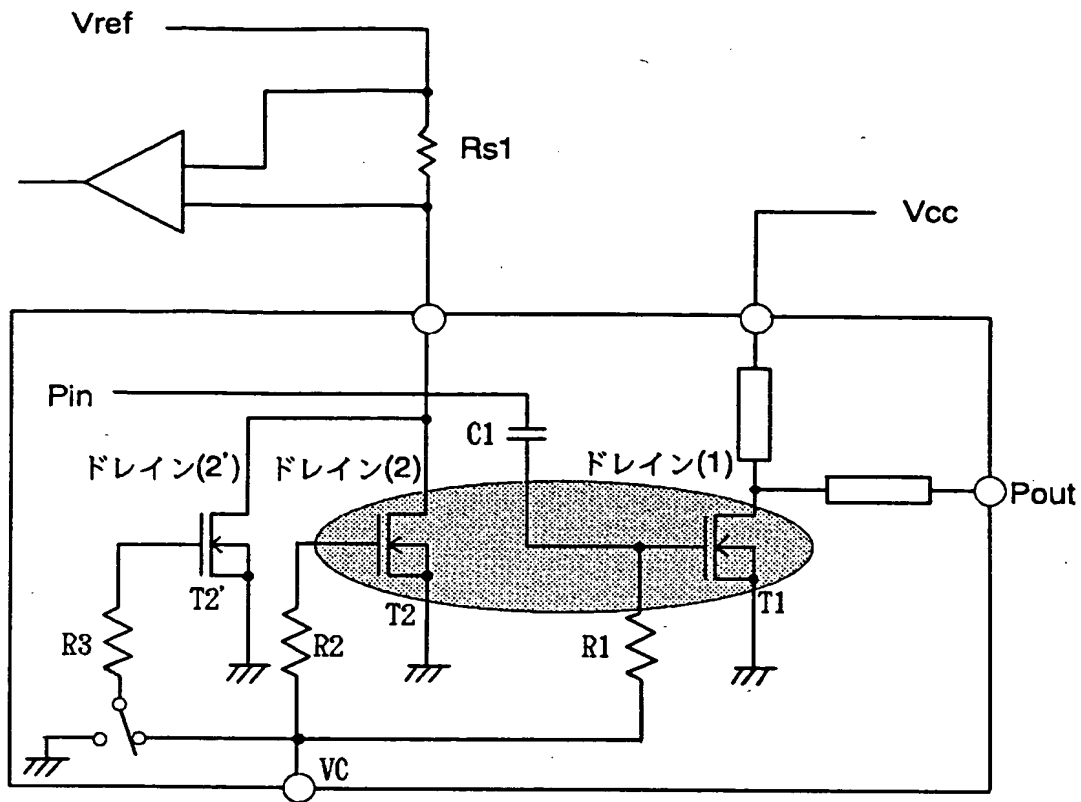 Vref
Rs1
Vcc
Pin
C1
ドレイン(2')
ドレイン(2)
ドレイン(1)
Pout
T2'
T2
T1
R3
R2
R1
VC